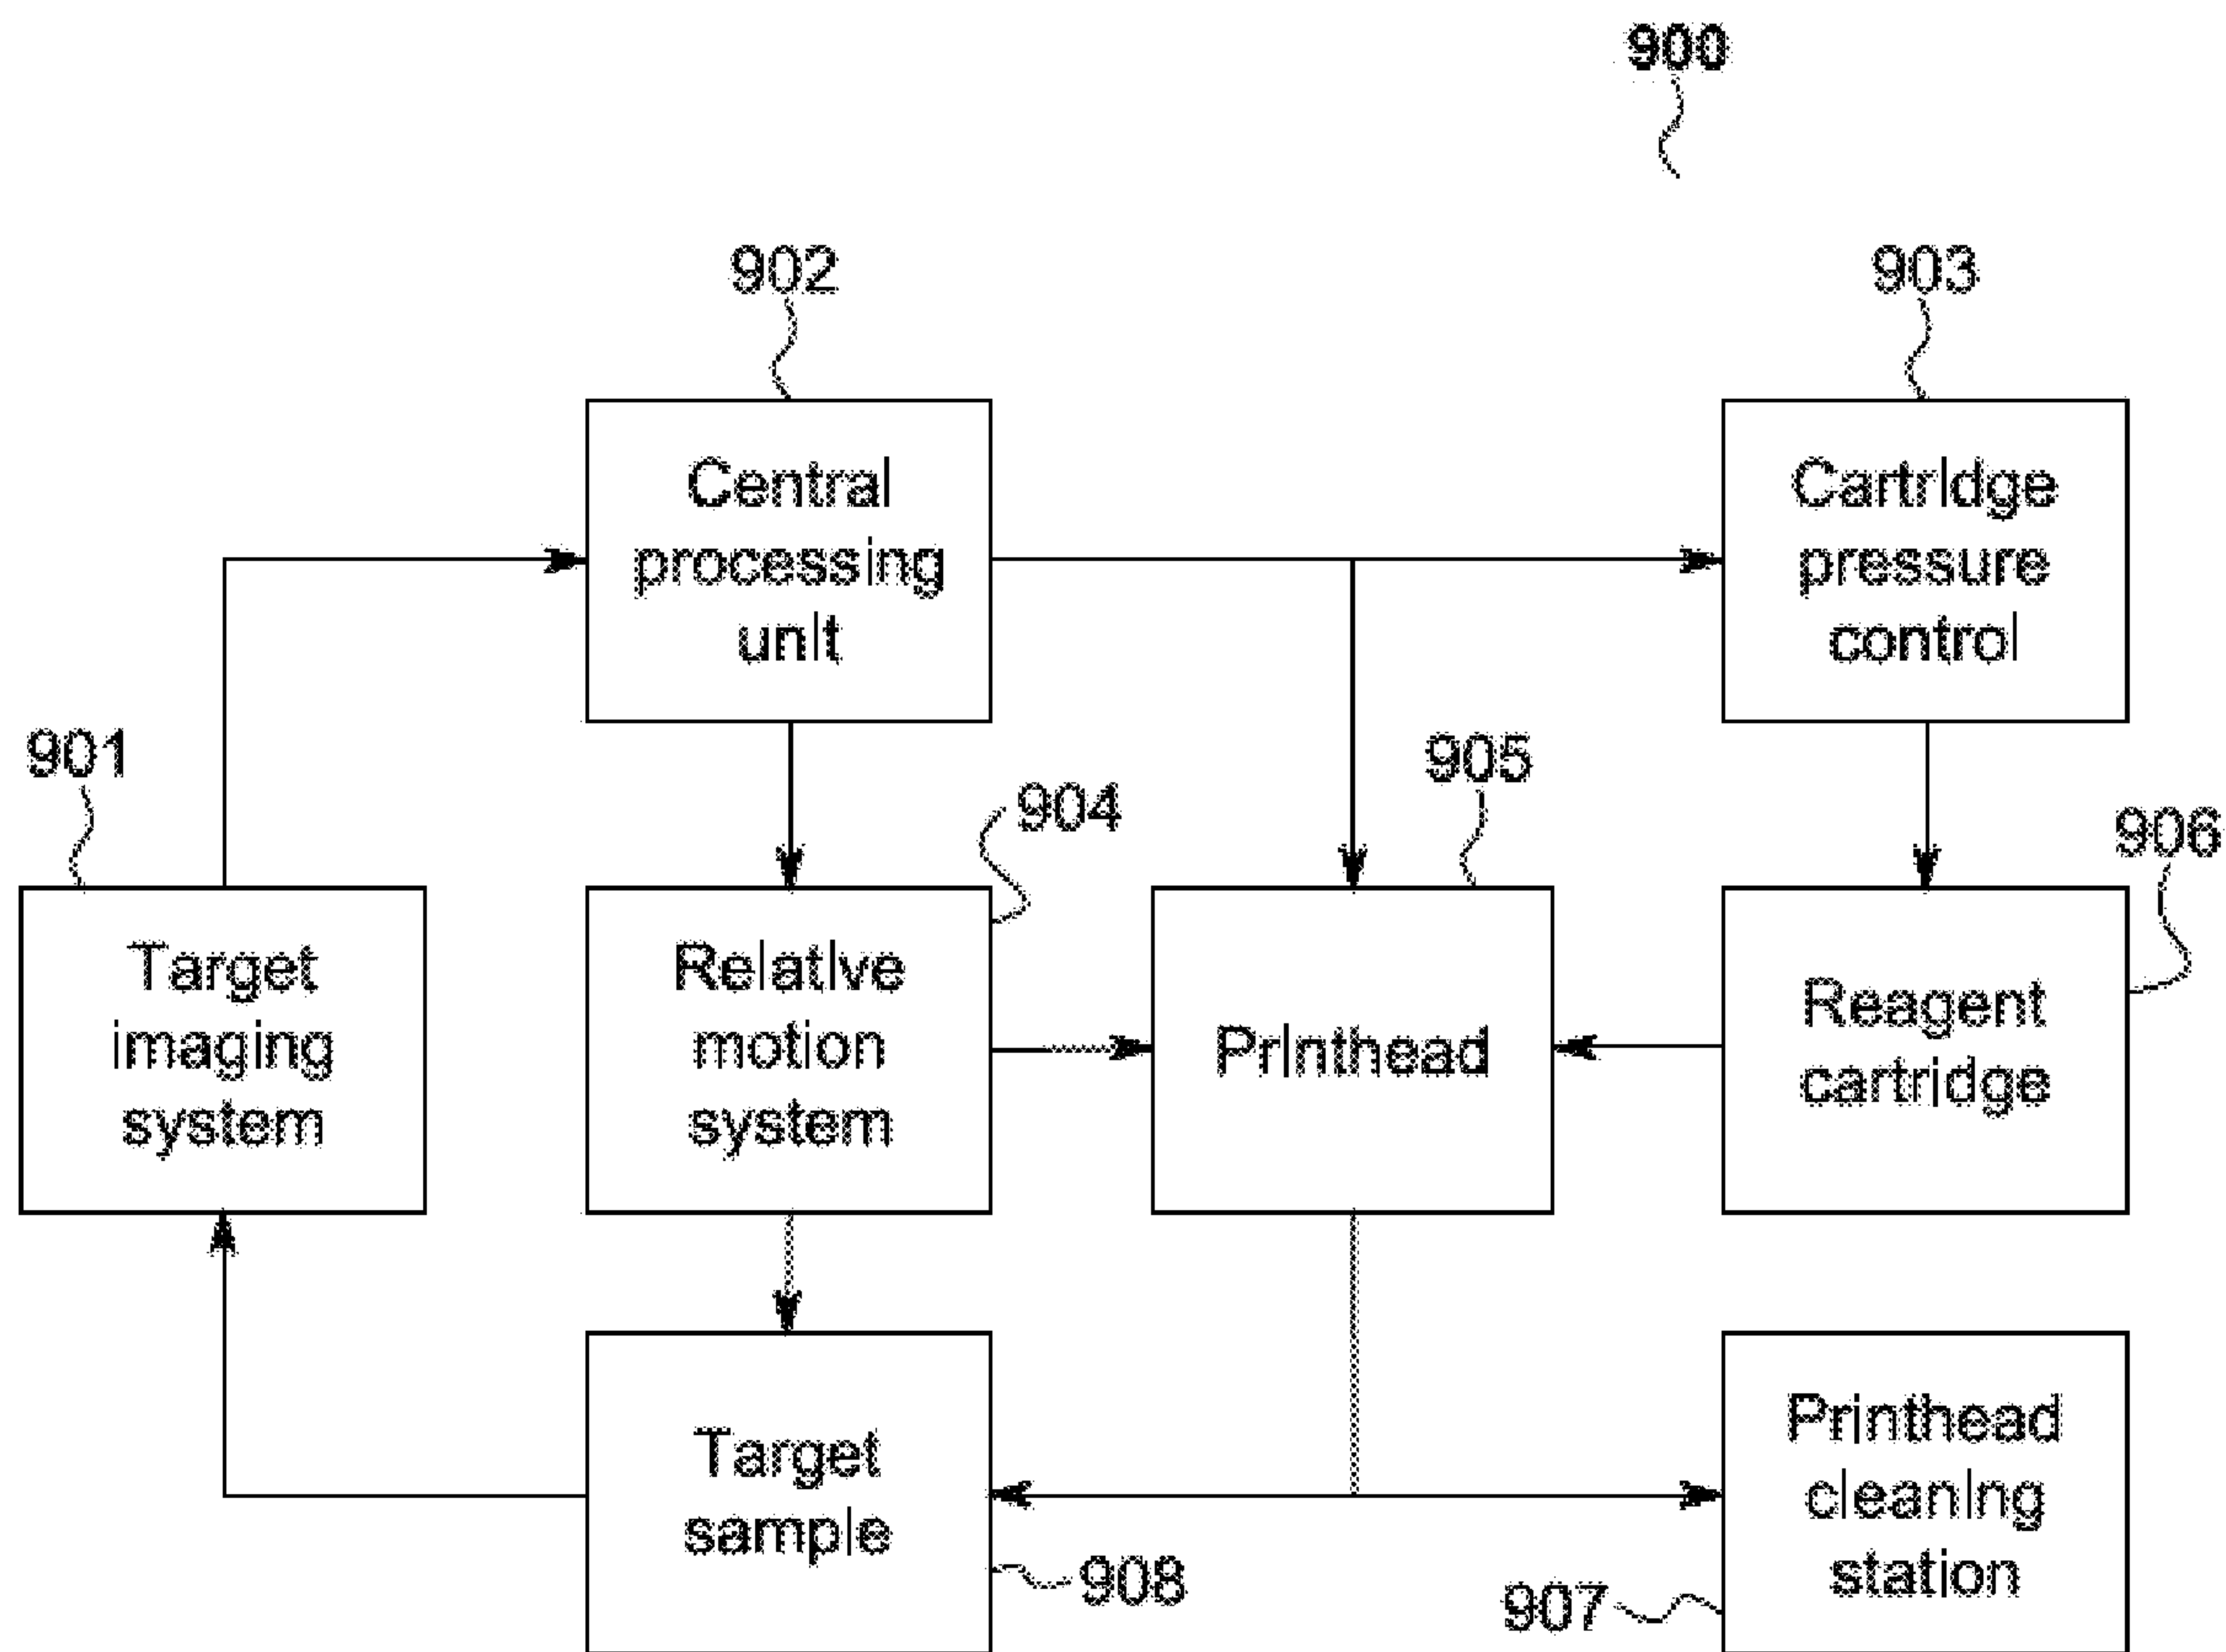 900
902
903
Central
processing
unit
Cartridge
pressure
control
901
904
905
906
Target
imaging
system
Relative
motion
system
Printhead
Reagent
cartridge
Target
sample
908
Printhead
cleaning
station
907